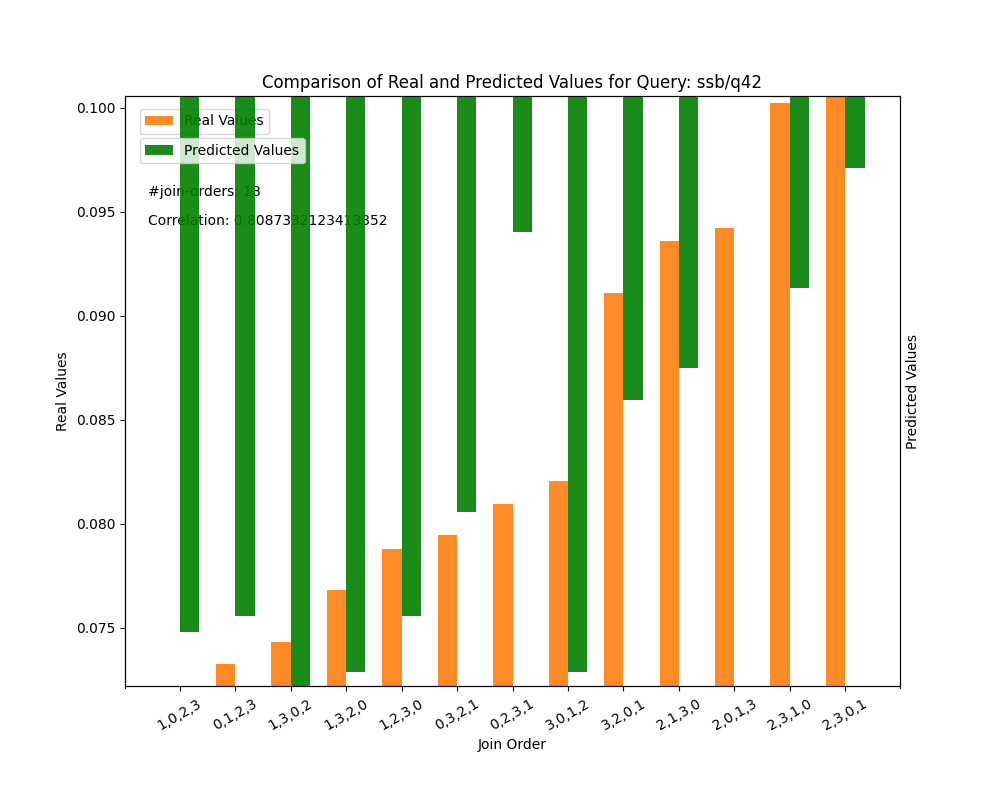 Comparison of Real and Predicted Values for Query: ssb/q42
0.100
0.095
0.090
0.085
0.080
0.075
Real Values
Real Values
Predicted Values
#join-orders: 13
Correlation: 0.8087332123413352
Predicted Values
1,0,2,3
0,1,2,3
1,3,0,2
1,3,2,0
1,2,3,0
0,3,2,1
0,2,3,1
3,0,1,2
3,2,0,1
2,1,3,0
2,0,1,3
2,3,1,0
2,3,0,1
Join Order